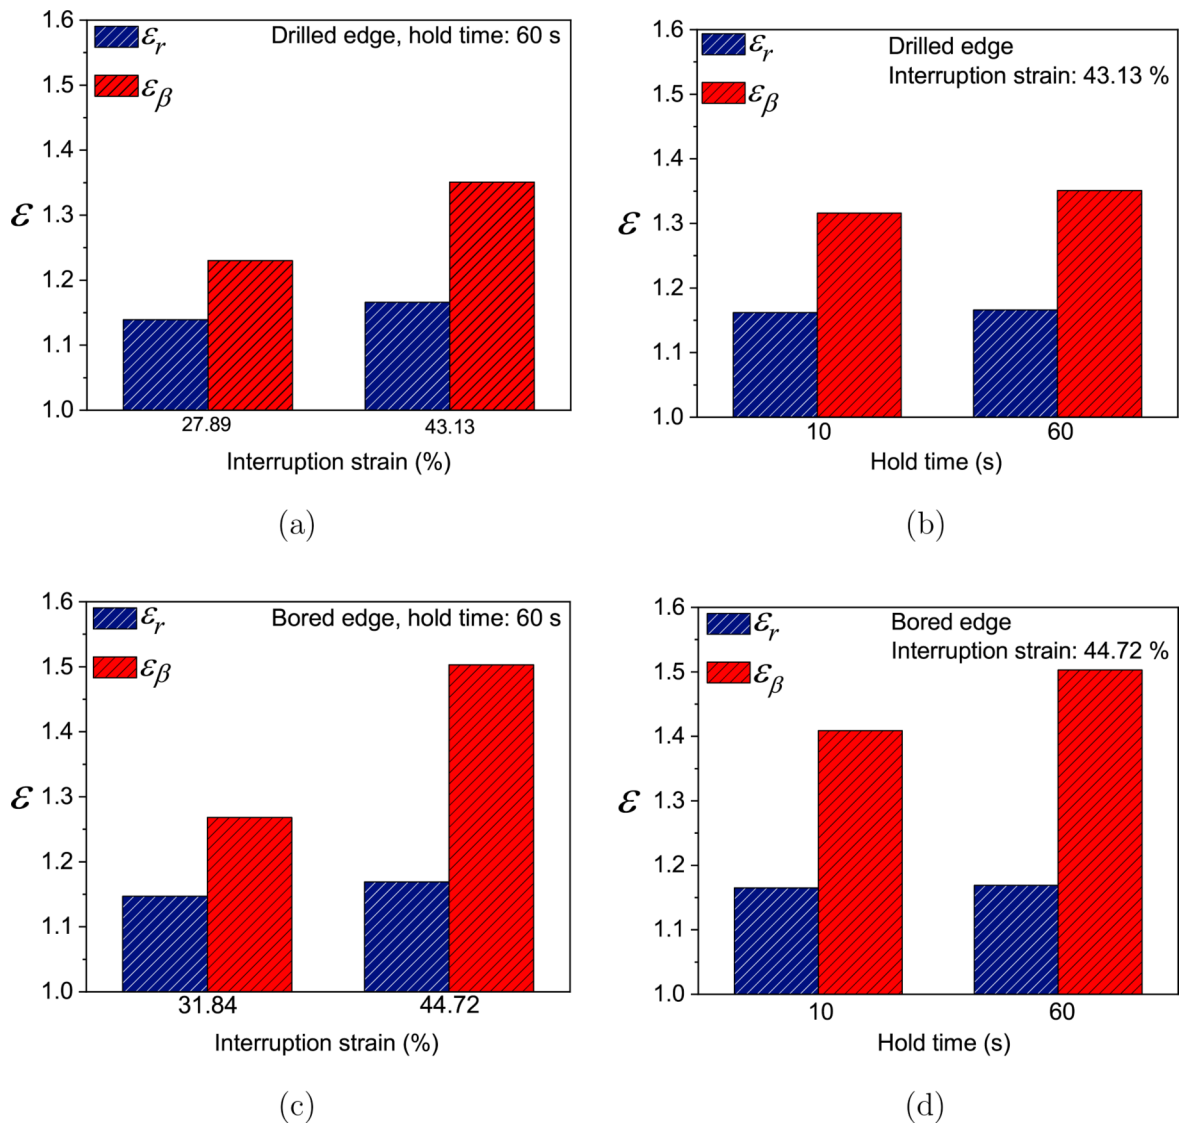 1.6
1.5
1.4
1.3
1.2
1.1
1.0
ε
εr
εβ
Drilled edge, hold time: 60 s
27.89 43.13
Interruption strain (%)
(a)
1.6
1.5
1.4
1.3
1.2
1.1
1.0
ε
εr
εβ
Drilled edge
Interruption strain: 43.13 %
10 60
Hold time (s)
(b)
1.6
1.5
1.4
1.3
1.2
1.1
1.0
ε
εr
εβ
Bored edge, hold time: 60 s
31.84 44.72
Interruption strain (%)
(c)
1.6
1.5
1.4
1.3
1.2
1.1
1.0
ε
εr
εβ
Bored edge
Interruption strain: 44.72 %
10 60
Hold time (s)
(d)